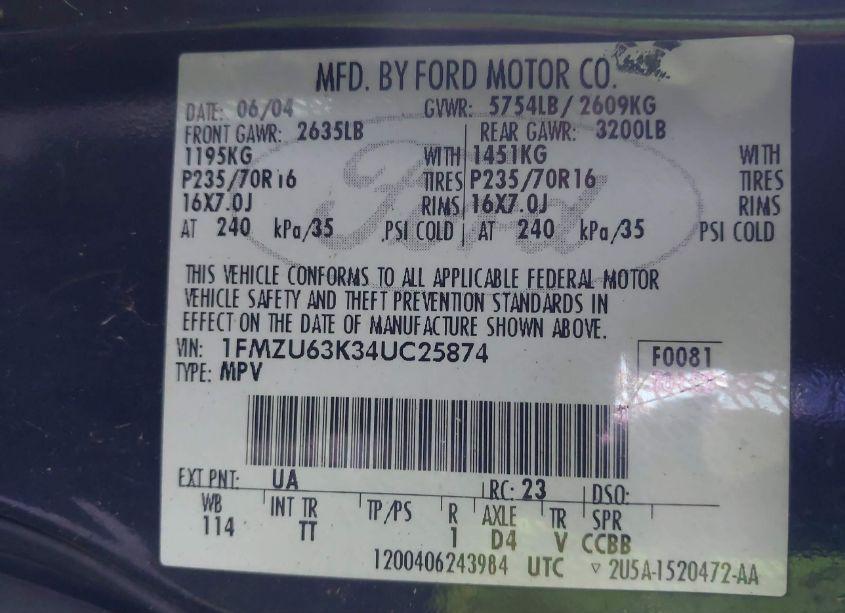 MFD. BY FORD MOTOR CO.
DATE: 06/04 GVWR: 5754LB/ 2609KG
FRONT GAWR: 2635LB REAR GAWR: 3200LB
1195KG WITH 1451KG WITH
P235/70R16 TIRES P235/70R16 TIRES
16X7.0J RIMS 16X7.0J RIMS
AT 240 kPa/35 PSI COLD AT 240 kPa/35 PSI COLD
Ford
THIS VEHICLE CONFORMS TO ALL APPLICABLE FEDERAL MOTOR
VEHICLE SAFETY AND THEFT PREVENTION STANDARDS IN
EFFECT ON THE DATE OF MANUFACTURE SHOWN ABOVE.
VIN: 1FMZU63K34UC25874 F0081
TYPE: MPV
EXT PNT: UA RC: 23 DSO:
WB INT TR TP/PS R AXLE TR SPR
114 TT 1 D4 V CCBB
1200406243984 UTC ▽ 2U5A-1520472-AA